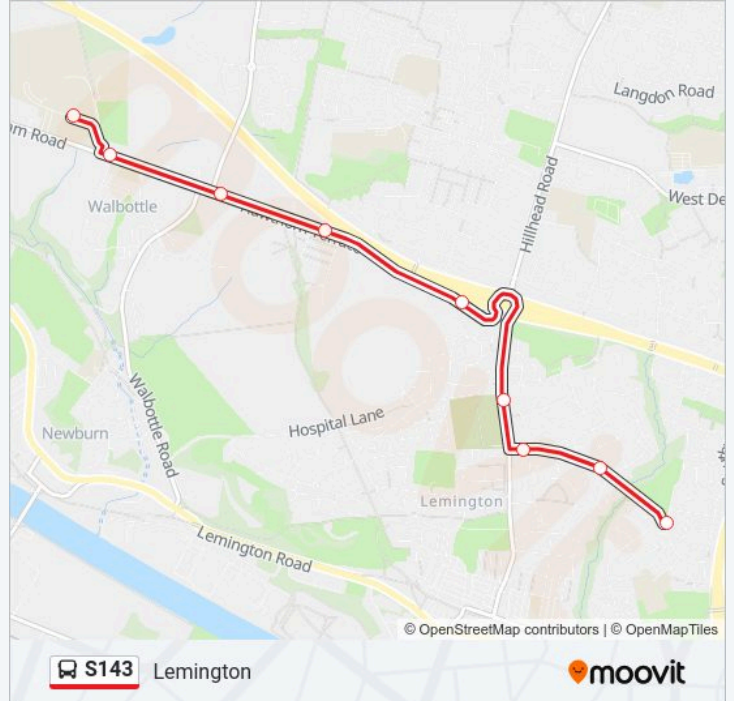 Langdon Road
Road
West De
Walbottle
Hillhead Road
Hospital Lane
Walbottle Road
Newburn
Lemington
Lemington Road
© OpenStreetMap contributors | © OpenMapTiles
S143 Lemington
moovit